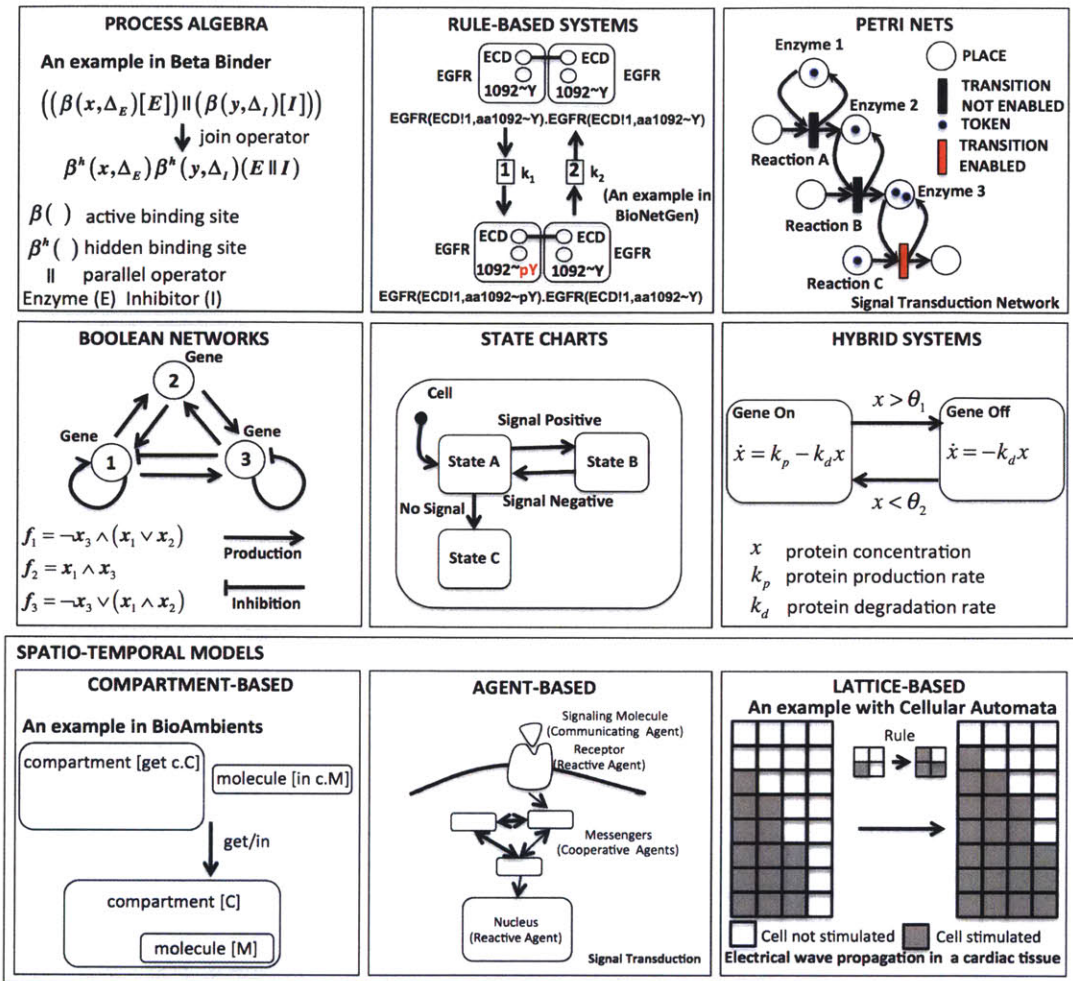 PROCESS ALGEBRA
An example in Beta Binder
((β(x,Δ_E)[E])||(β(y,Δ_I)[I]))
join operator
β^h(x,Δ_E)β^h(y,Δ_I)(E||I)
β( ) active binding site
β^h( ) hidden binding site
|| parallel operator
Enzyme (E) Inhibitor (I)
RULE-BASED SYSTEMS
ECD ECD
EGFR EGFR
1092~Y 1092~Y
EGFR(ECD!1,aa1092~Y).EGFR(ECD!1,aa1092~Y)
1 k₁ 2 k₂
(An example in
BioNetGen)
ECD ECD
EGFR EGFR
1092~pY 1092~Y
EGFR(ECD!1,aa1092~pY).EGFR(ECD!1,aa1092~Y)
PETRI NETS
Enzyme 1
PLACE
TRANSITION
NOT ENABLED
Enzyme 2
TOKEN
Reaction A
TRANSITION
ENABLED
Enzyme 3
Reaction B
Reaction C
Signal Transduction Network
BOOLEAN NETWORKS
Gene
2
Gene Gene
1 3
f₁ = ¬x₃ ∧ (x₁ ∨ x₂)
Production
f₂ = x₁ ∧ x₃
f₃ = ¬x₃ ∨ (x₁ ∧ x₂)
Inhibition
STATE CHARTS
Cell
Signal Positive
State A State B
No Signal Signal Negative
State C
HYBRID SYSTEMS
Gene On x > θ₁ Gene Off
ẋ = k_p − k_d x ẋ = −k_d x
x < θ₂
x protein concentration
k_p protein production rate
k_d protein degradation rate
SPATIO-TEMPORAL MODELS
COMPARTMENT-BASED
An example in BioAmbients
compartment [get c.C]
molecule [in c.M]
get/in
compartment [C]
molecule [M]
AGENT-BASED
Signaling Molecule
(Communicating Agent)
Receptor
(Reactive Agent)
Messengers
(Cooperative Agents)
Nucleus
(Reactive Agent)
Signal Transduction
LATTICE-BASED
An example with Cellular Automata
Rule
Cell not stimulated Cell stimulated
Electrical wave propagation in a cardiac tissue